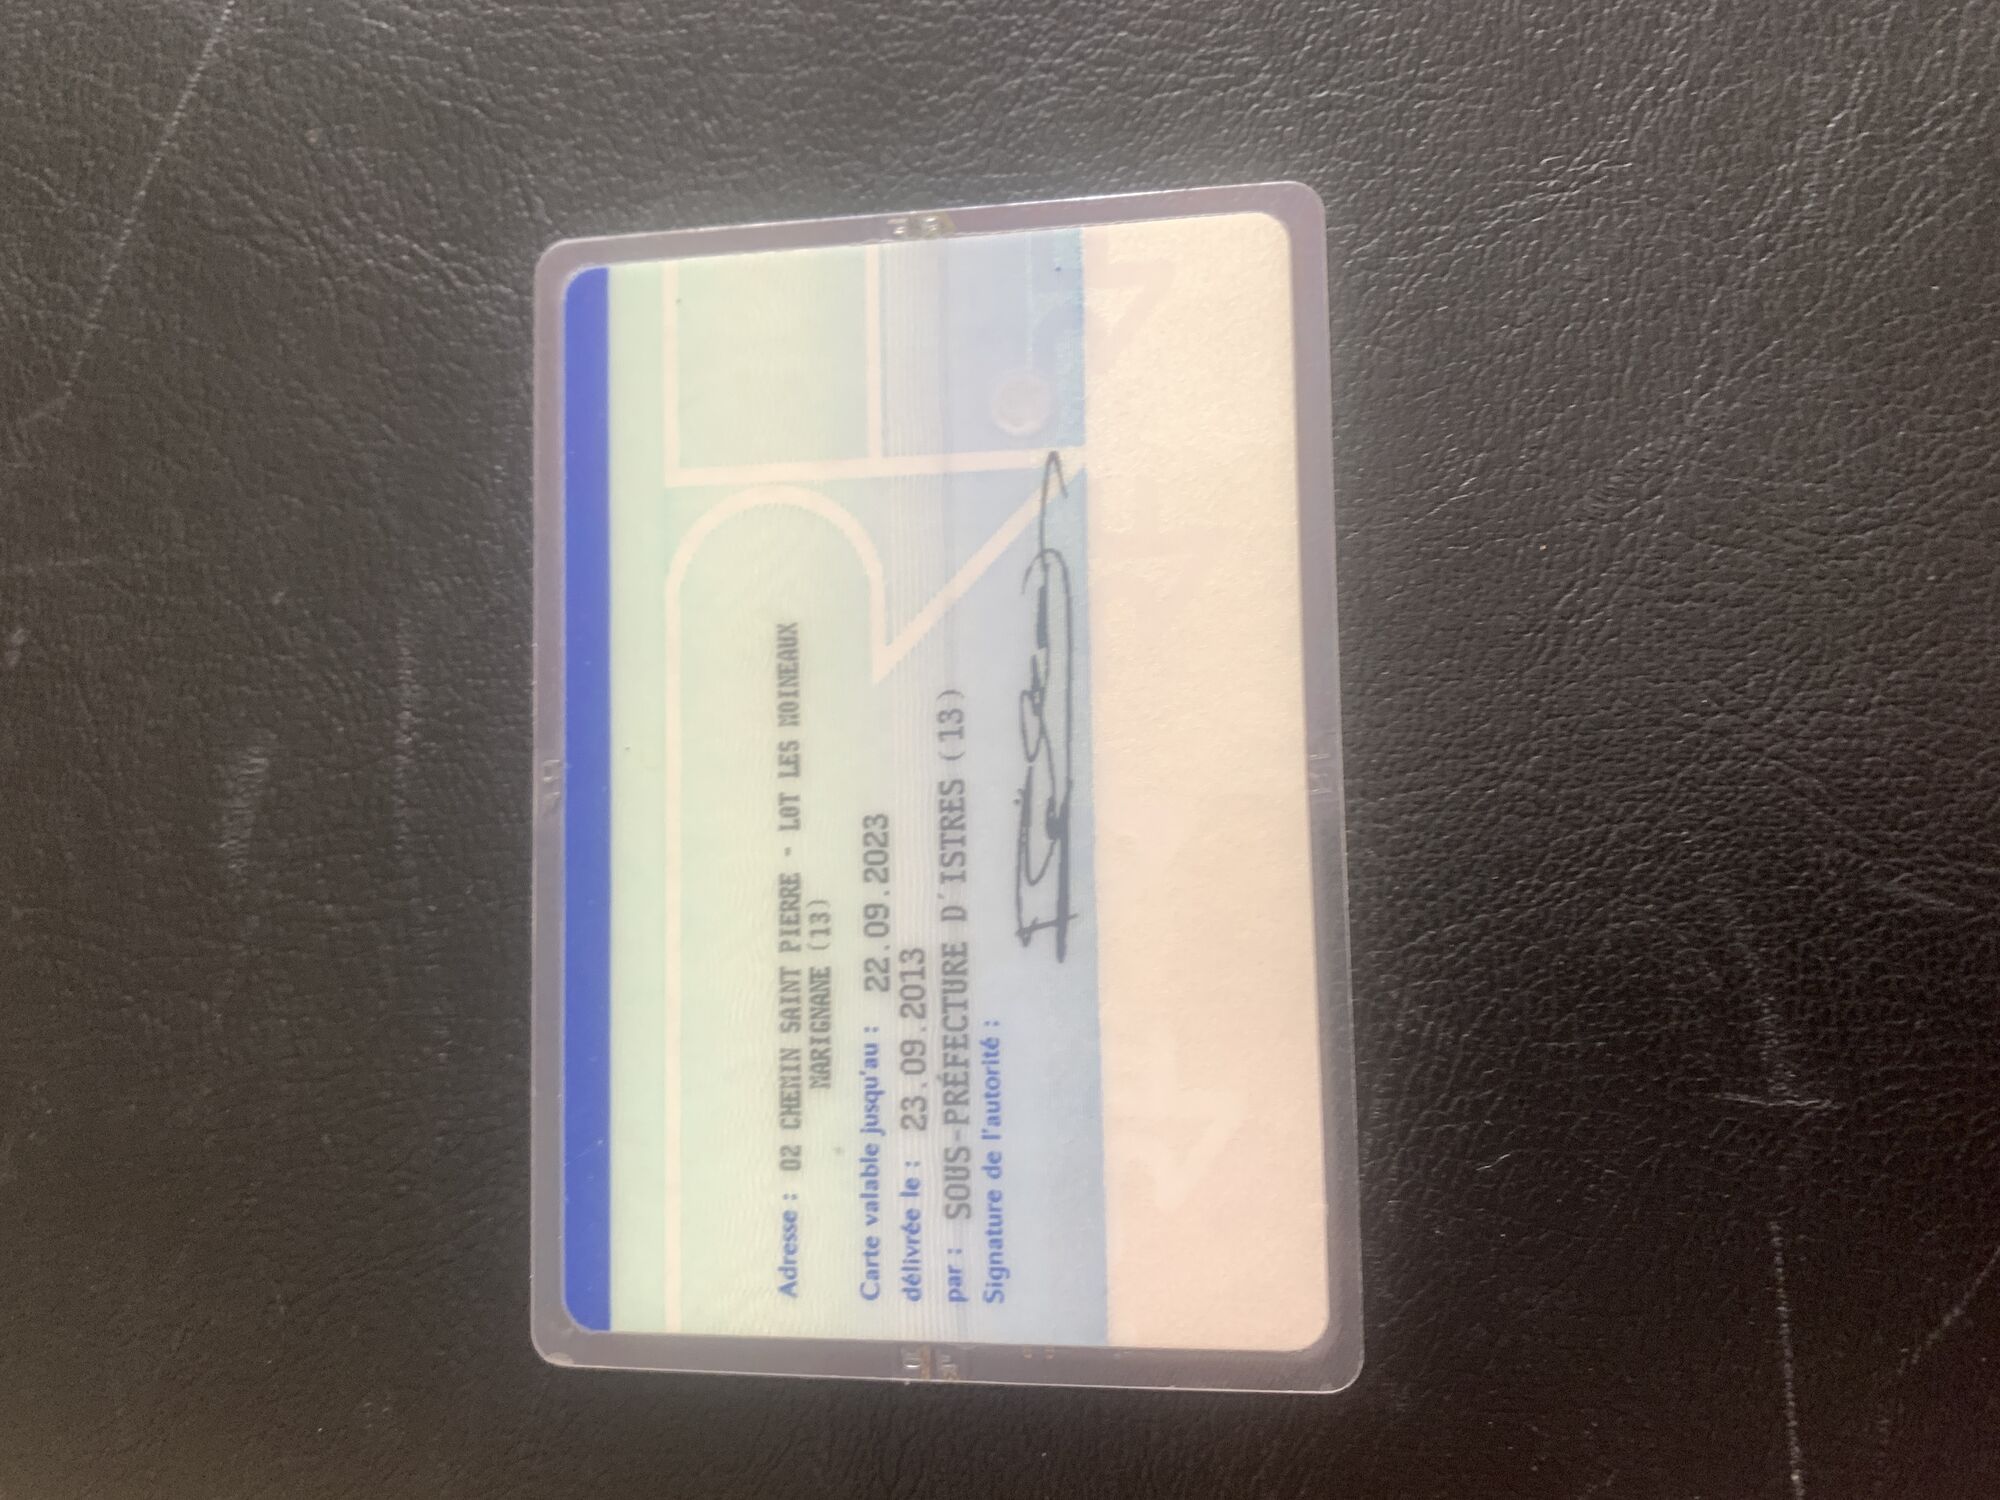 Adresse : 02 CHEMIN SAINT PIERRE - LOT LES MOINEAUX
MARIGNANE (13)
Carte valable jusqu'au : 22.09.2023
délivrée le : 23.09.2013
par : SOUS-PRÉFECTURE D'ISTRES (13)
Signature de l'autorité :